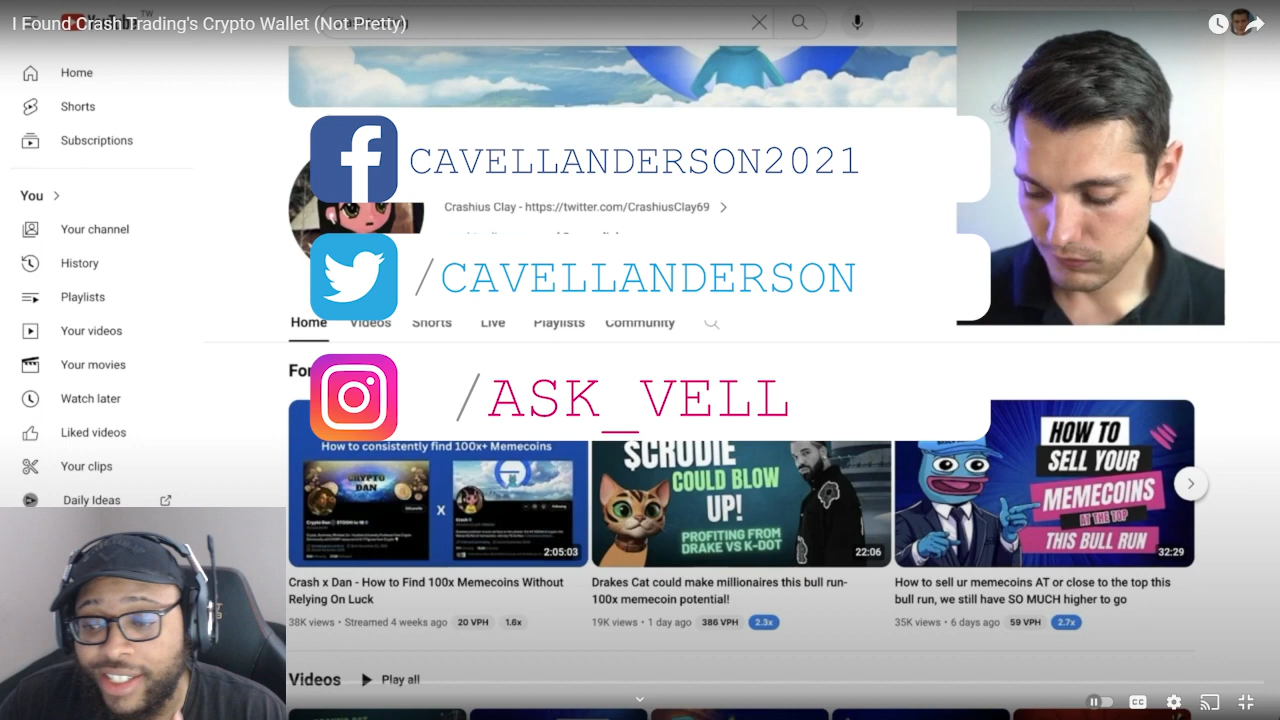 I Found Crash Trading's Crypto Wallet (Not Pretty)
TW
Home
Shorts
Subscriptions
You
Your channel
History
Playlists
Your videos
Your movies
Watch later
Liked videos
Your clips
Daily Ideas
CAVELLANDERSON2021
Crashius Clay - https://twitter.com/CrashiusClay69
/CAVELLANDERSON
Home Videos Shorts Live Playlists Community
For
/ASK_VELL
How to consistently find 100x+ Memecoins
CRYPTO
DAN
X
2:05:03
$CRODIE
COULD BLOW
UP!
PROFITING FROM
DRAKE VS K-DOT
22:06
HOW TO
SELL YOUR
MEMECOINS
AT THE TOP
THIS BULL RUN
32:29
Crash x Dan - How to Find 100x Memecoins Without
Relying On Luck
38K views • Streamed 4 weeks ago 20 VPH 1.6x
Drakes Cat could make millionaires this bull run-
100x memecoin potential!
19K views • 1 day ago 386 VPH 2.3x
How to sell ur memecoins AT or close to the top this
bull run, we still have SO MUCH higher to go
35K views • 6 days ago 59 VPH 2.7x
Videos Play all
CC